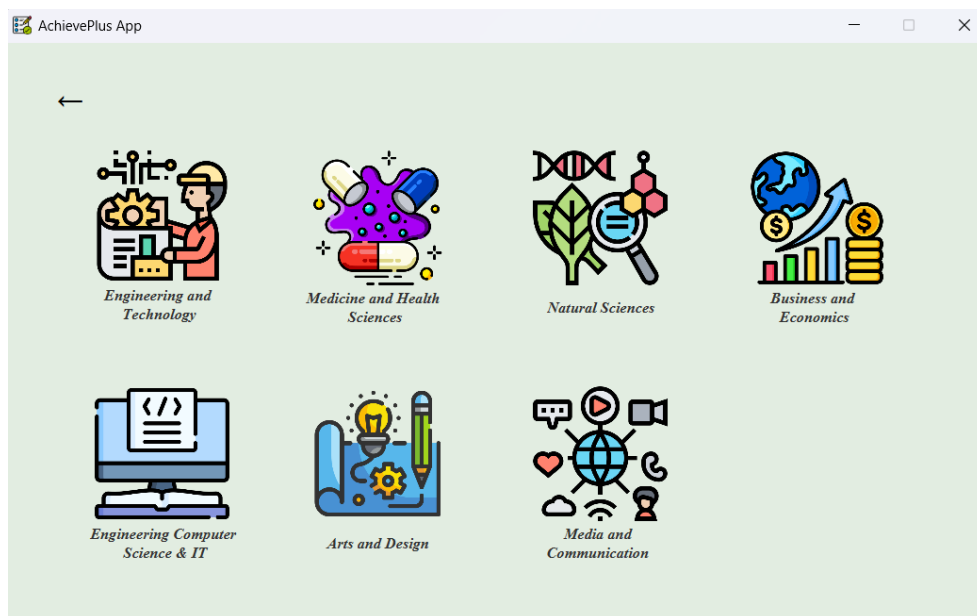 AchievePlus App
←
Engineering and
Technology
Medicine and Health
Sciences
Natural Sciences
$
$
Business and
Economics
</>
Engineering Computer
Science & IT
Arts and Design
Media and
Communication